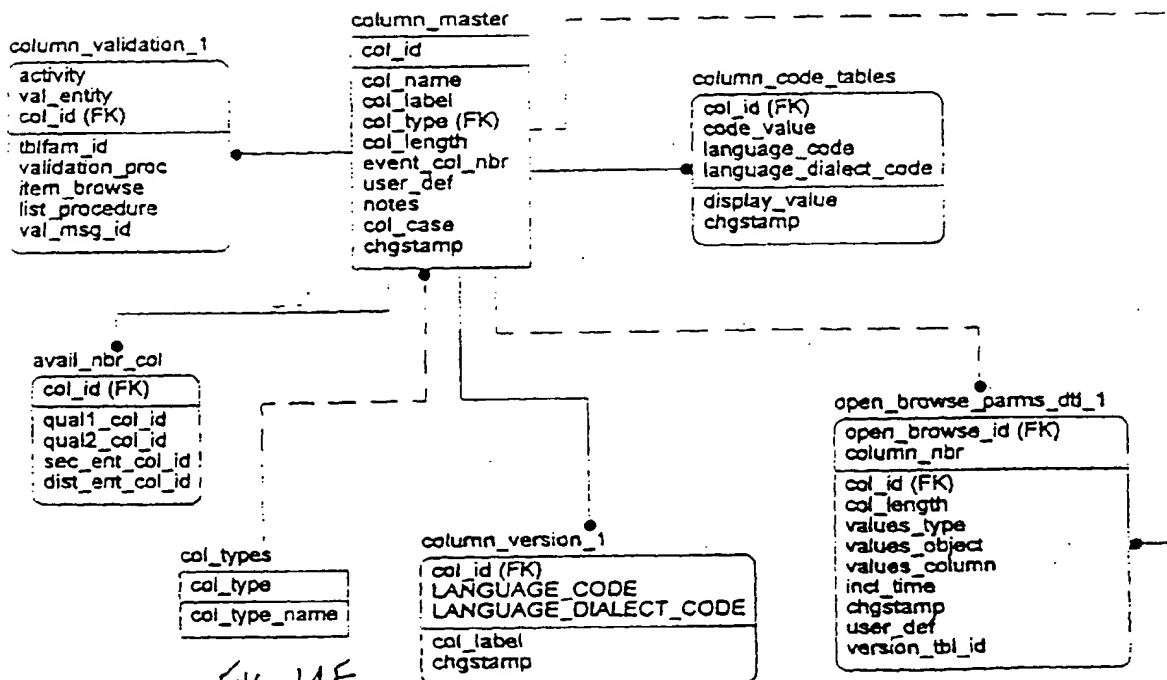 column_master
col_id
col_name
col_label
col_type (FK)
col_length
event_col_nbr
user_def
notes
col_case
chgstamp
column_validation_1
activity
val_entity
col_id (FK)
tblfam_id
validation_proc
item_browse
list_procedure
val_msg_id
column_code_tables
col_id (FK)
code_value
language_code
language_dialect_code
display_value
chgstamp
avail_nbr_col
col_id (FK)
qual1_col_id
qual2_col_id
sec_ent_col_id
dist_ent_col_id
col_types
col_type
col_type_name
column_version_1
col_id (FK)
LANGUAGE_CODE
LANGUAGE_DIALECT_CODE
col_label
chgstamp
open_browse_parms_dtl_1
open_browse_id (FK)
column_nbr
col_id (FK)
col_length
values_type
values_object
values_column
incl_time
chgstamp
user_def
version_tbl_id